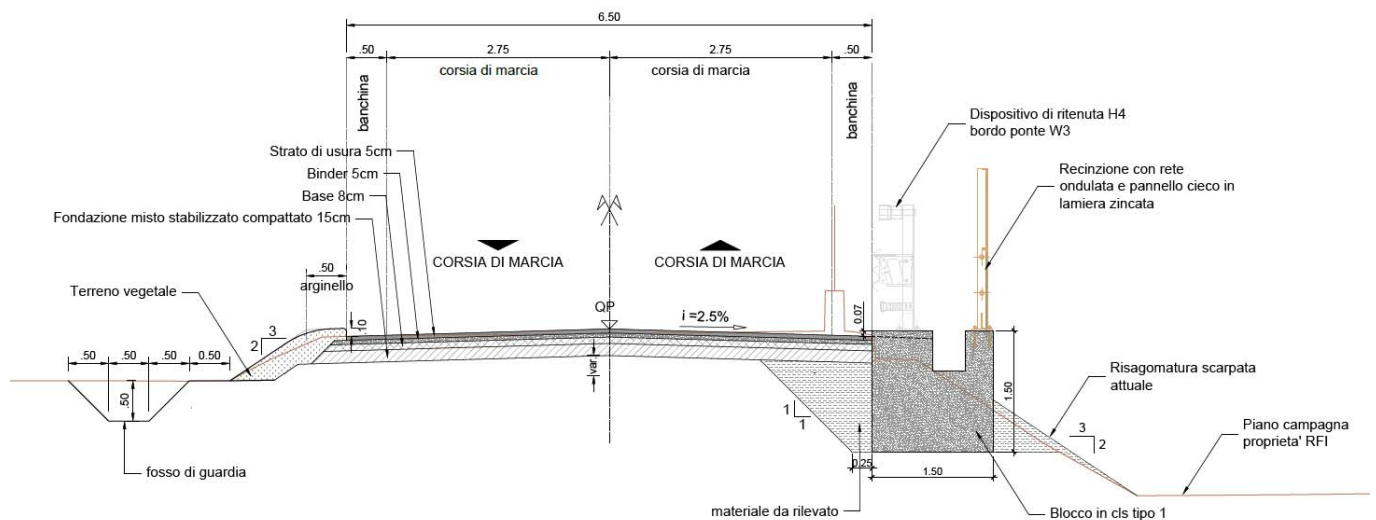 6.50
.50
2.75
2.75
.50
corsia di marcia
corsia di marcia
banchina
banchina
Dispositivo di ritenuta H4
bordo ponte W3
Strato di usura 5cm
Binder 5cm
Base 8cm
Fondazione misto stabilizzato compattato 15cm
Recinzione con rete
ondulata e pannello cieco in
lamiera zincata
CORSIA DI MARCIA
CORSIA DI MARCIA
.50
arginello
Terreno vegetale
3
2
.10
QP
i =2.5%
0.07
.50
.50
.50
0.50
.50
var
1
1
1.50
Risagomatura scarpata
attuale
3
2
Piano campagna
proprieta' RFI
0.25
1.50
fosso di guardia
materiale da rilevato
Blocco in cls tipo 1